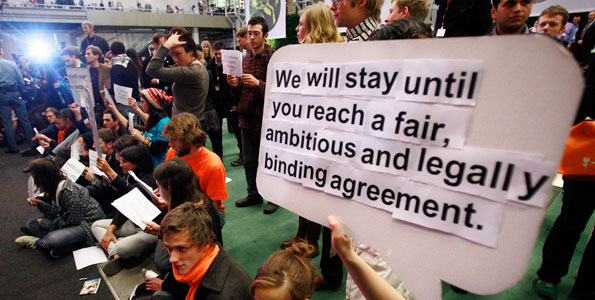 We will stay until
you reach a fair,
ambitious and legally
binding agreement.